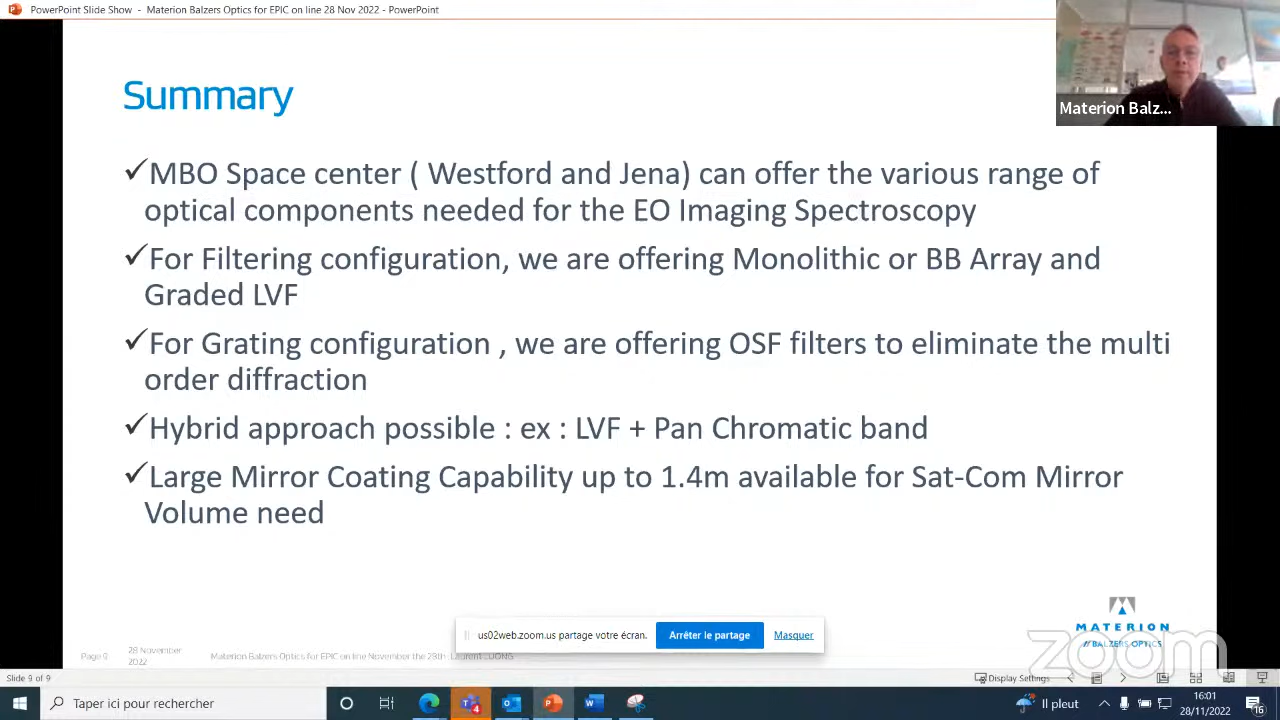 PowerPoint Slide Show - Materion Balzers Optics for EPIC on line 28 Nov 2022 - PowerPoint
Materion Balz...
Summary
✓MBO Space center ( Westford and Jena) can offer the various range of
optical components needed for the EO Imaging Spectroscopy
✓For Filtering configuration, we are offering Monolithic or BB Array and
Graded LVF
✓For Grating configuration , we are offering OSF filters to eliminate the multi
order diffraction
✓Hybrid approach possible : ex : LVF + Pan Chromatic band
✓Large Mirror Coating Capability up to 1.4m available for Sat-Com Mirror
Volume need
us02web.zoom.us partage votre écran.
Arrêter le partage
Masquer
MATERION
BALZERS OPTICS
zoom
Page 9
28 November
2022
Materion Balzers Optics for EPIC on line November the 28th Laurent CUONG
Slide 9 of 9
Display Settings
Taper ici pour rechercher
4
Il pleut
16:01
28/11/2022
16